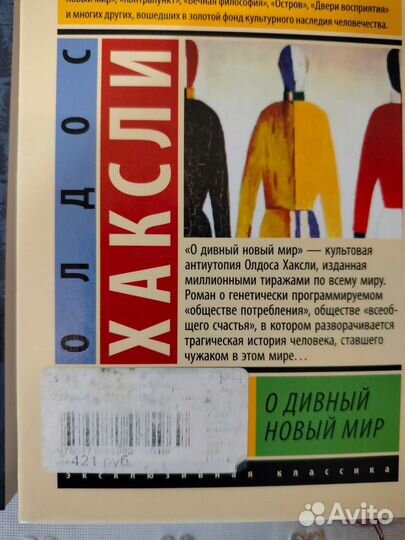 новый мир», «Контрапункт», «Вечная философия», «Остров», «Двери восприятия»
и многих других, вошедших в золотой фонд культурного наследия человечества.
ОЛДОС
ХАКСЛИ
«О дивный новый мир» — культовая
антиутопия Олдоса Хаксли, изданная
миллионными тиражами по всему миру.
Роман о генетически программируемом
«обществе потребления», обществе «всеоб-
щего счастья», в котором разворачивается
трагическая история человека, ставшего
чужаком в этом мире...
421 руб
О ДИВНЫЙ
НОВЫЙ МИР
ЭКСКЛЮЗИВНАЯ КЛАССИКА
Avito